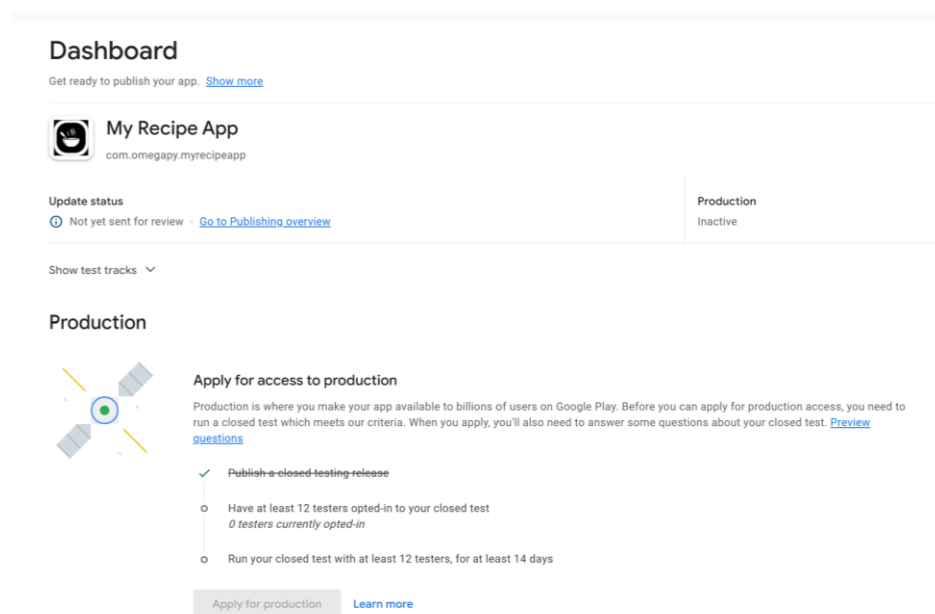 Dashboard
Get ready to publish your app. Show more
My Recipe App
com.omegapy.myrecipeapp
Update status
Production
Not yet sent for review - Go to Publishing overview
Inactive
Show test tracks
Production
Apply for access to production
Production is where you make your app available to billions of users on Google Play. Before you can apply for production access, you need to
run a closed test which meets our criteria. When you apply, you'll also need to answer some questions about your closed test. Preview
questions
Publish a closed testing release
Have at least 12 testers opted-in to your closed test
0 testers currently opted-in
Run your closed test with at least 12 testers, for at least 14 days
Apply for production
Learn more